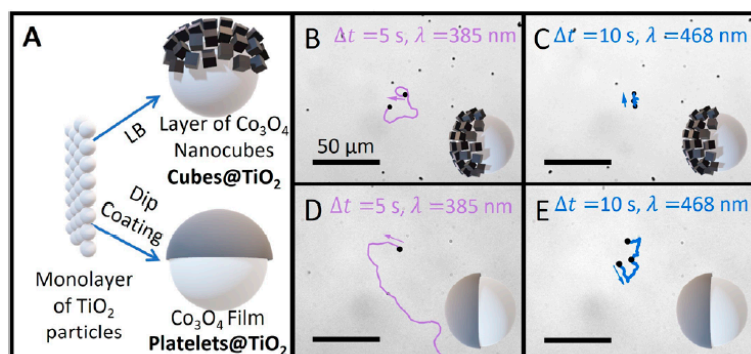 A
LB
Layer of Co₃O₄
Nanocubes
Cubes@TiO₂
Dip
Coating
Monolayer
of TiO₂
particles
Co₃O₄ Film
Platelets@TiO₂
B
Δt = 5 s, λ = 385 nm
50 μm
C
Δt = 10 s, λ = 468 nm
D
Δt = 5 s, λ = 385 nm
E
Δt = 10 s, λ = 468 nm